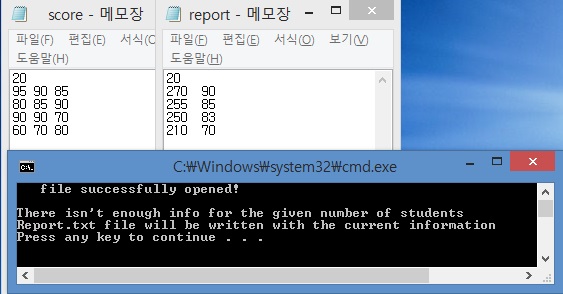 score - 메모장
파일(F) 편집(E) 서식(O)
도움말(H)
20
95 90 85
80 85 90
90 90 70
60 70 80
report - 메모장
파일(F) 편집(E) 서식(O) 보기(V)
도움말(H)
20
270 90
255 85
250 83
210 70
C:₩Windows₩system32₩cmd.exe
file successfully opened!
There isn't enough info for the given number of students
Report.txt file will be written with the current information
Press any key to continue . . .